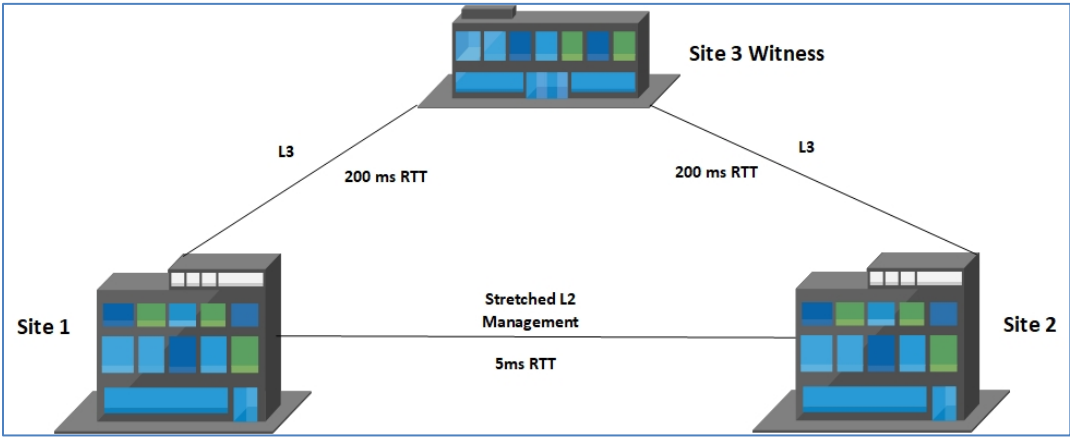 Site 3 Witness
L3
200 ms RTT
L3
200 ms RTT
Stretched L2
Management
5ms RTT
Site 1
Site 2